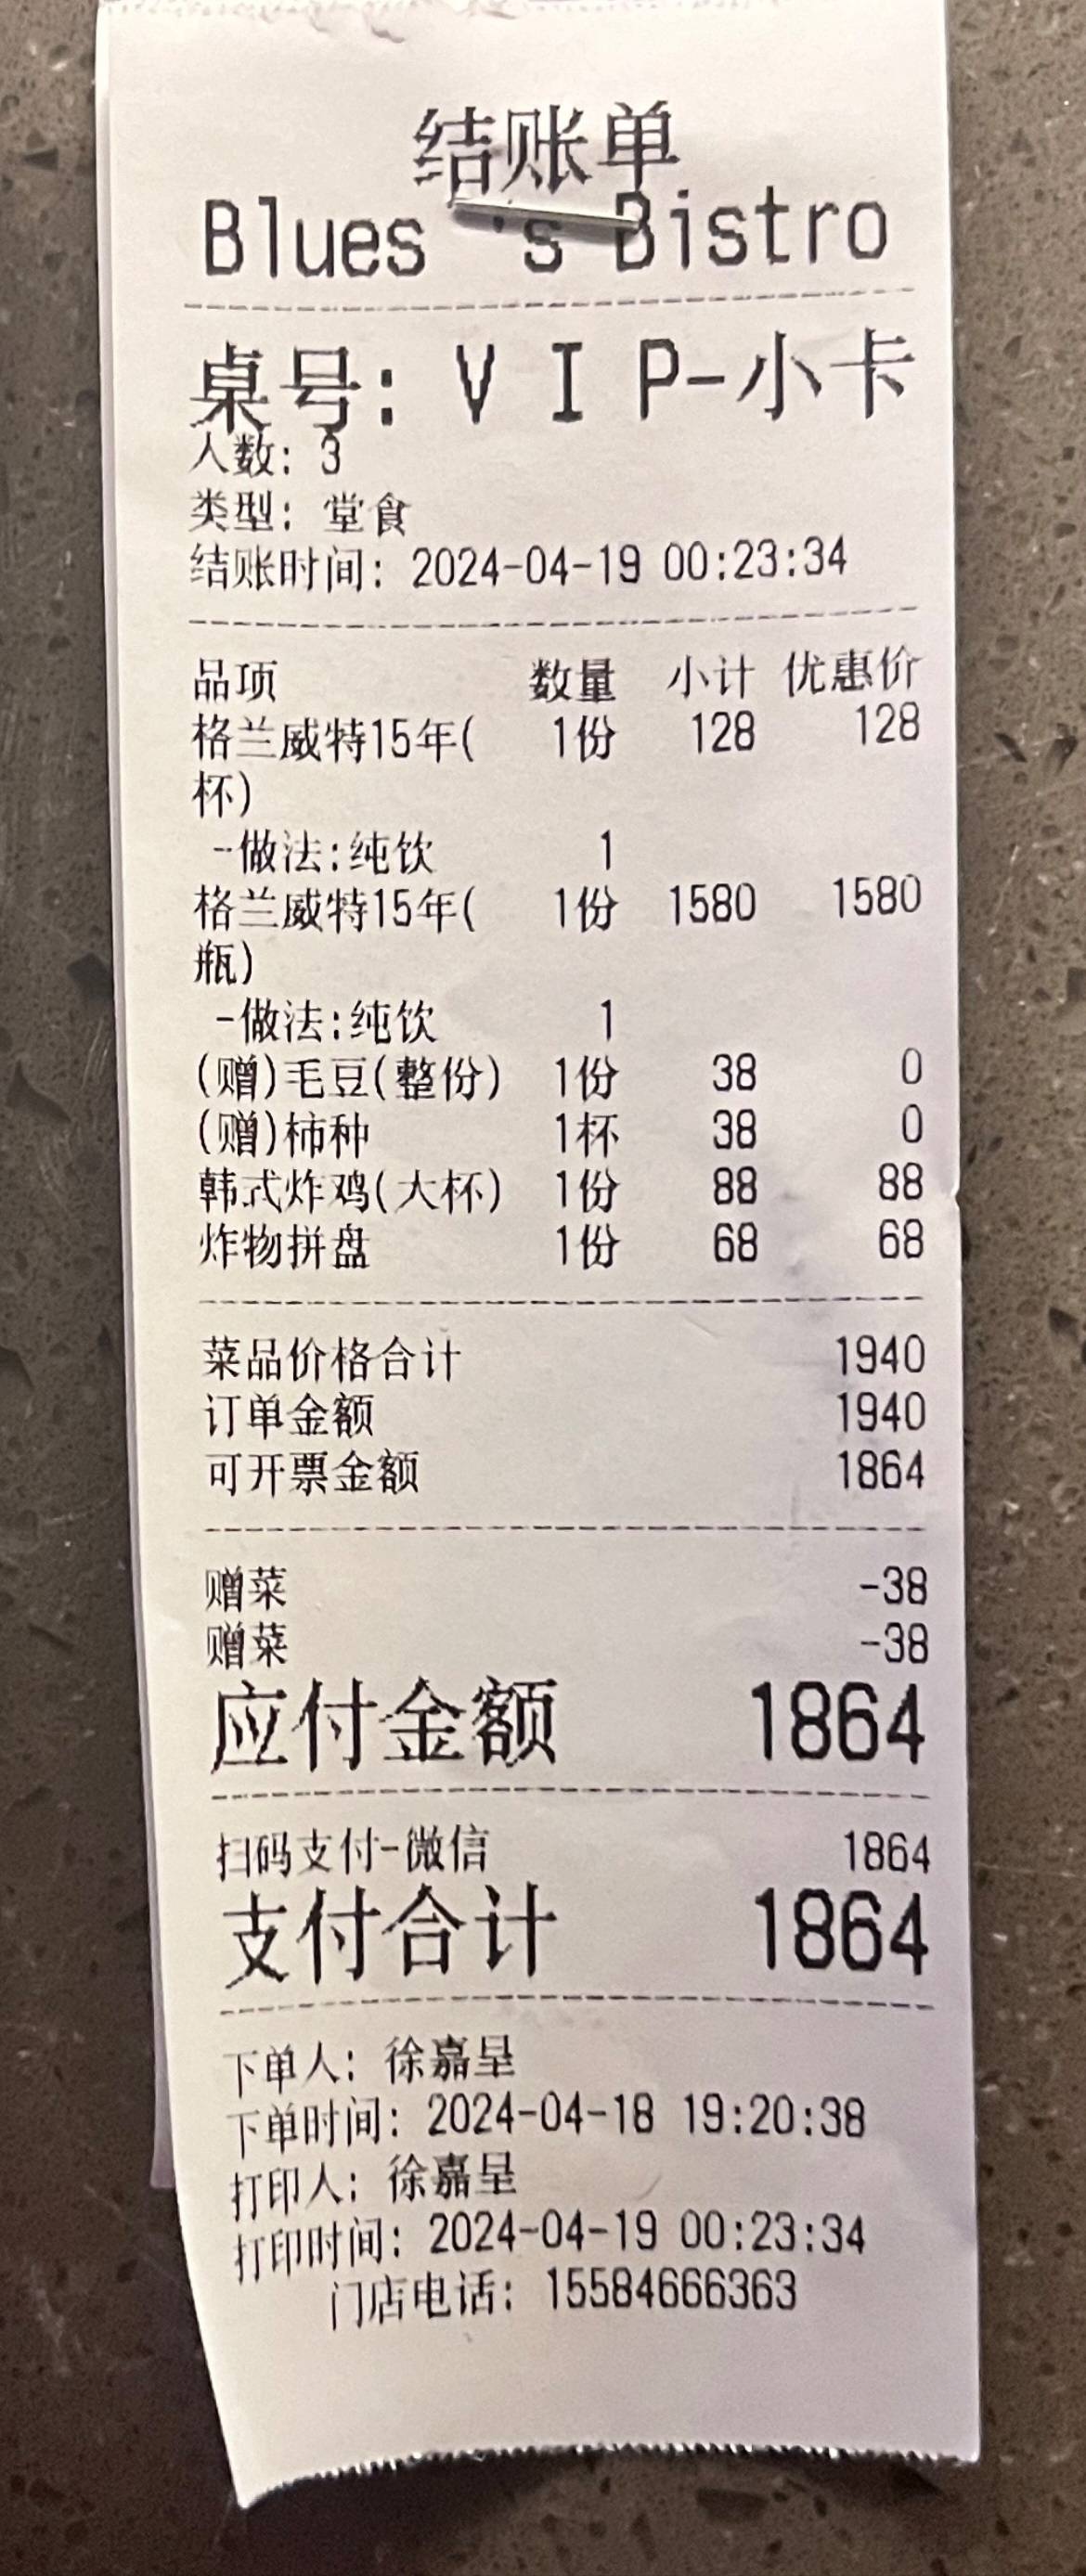 结账单
Blues 's Bistro
桌号: VIP-小卡
人数: 3
类型: 堂食
结账时间: 2024-04-19 00:23:34
品项 数量 小计 优惠价
格兰威特15年( 1份 128 128
杯)
-做法:纯饮 1
格兰威特15年( 1份 1580 1580
瓶)
-做法:纯饮 1
(赠)毛豆(整份) 1份 38 0
(赠)柿种 1杯 38 0
韩式炸鸡(大杯) 1份 88 88
炸物拼盘 1份 68 68
菜品价格合计 1940
订单金额 1940
可开票金额 1864
赠菜 -38
赠菜 -38
应付金额 1864
扫码支付-微信 1864
支付合计 1864
下单人: 徐嘉呈
下单时间: 2024-04-18 19:20:38
打印人: 徐嘉呈
打印时间: 2024-04-19 00:23:34
门店电话: 15584666363